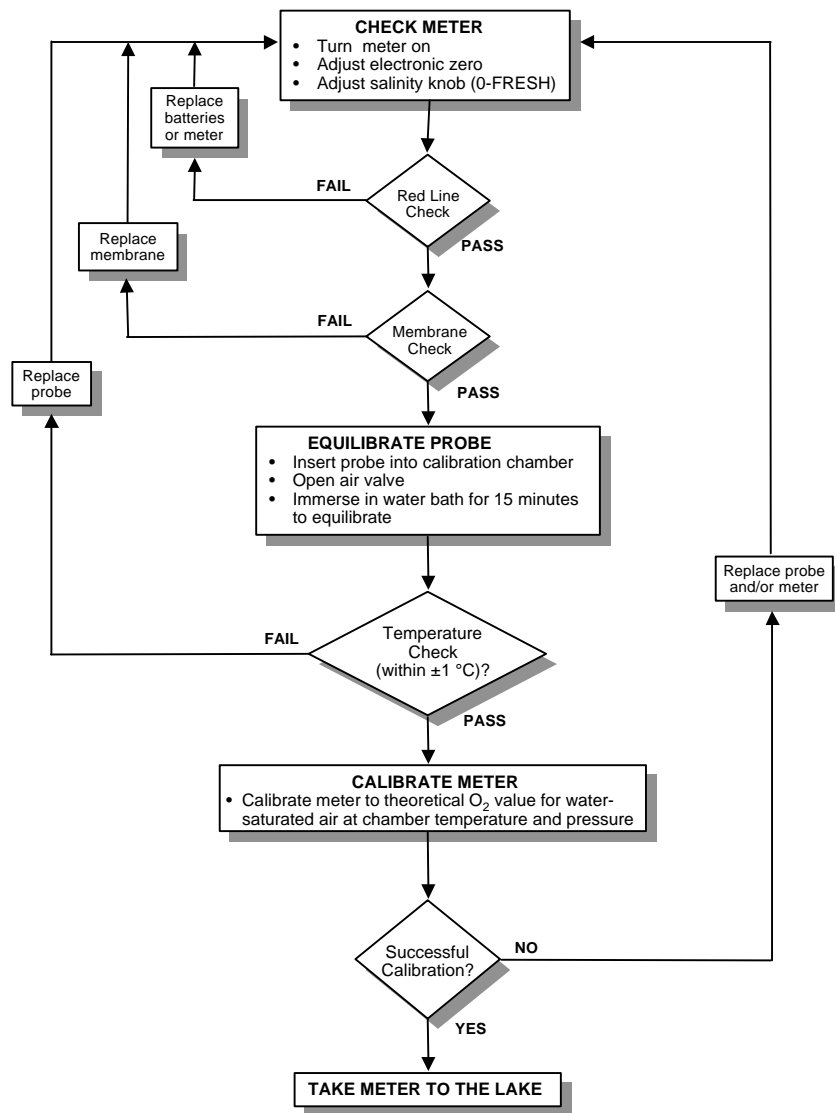 CHECK METER
• Turn meter on
• Adjust electronic zero
• Adjust salinity knob (0-FRESH)
Replace
batteries
or meter
FAIL
Red Line
Check
PASS
Replace
membrane
FAIL
Membrane
Check
PASS
Replace
probe
EQUILIBRATE PROBE
• Insert probe into calibration chamber
• Open air valve
• Immerse in water bath for 15 minutes
to equilibrate
Replace probe
and/or meter
FAIL
Temperature
Check
(within ±1 °C)?
PASS
CALIBRATE METER
• Calibrate meter to theoretical O₂ value for water-
saturated air at chamber temperature and pressure
Successful
Calibration?
NO
YES
TAKE METER TO THE LAKE